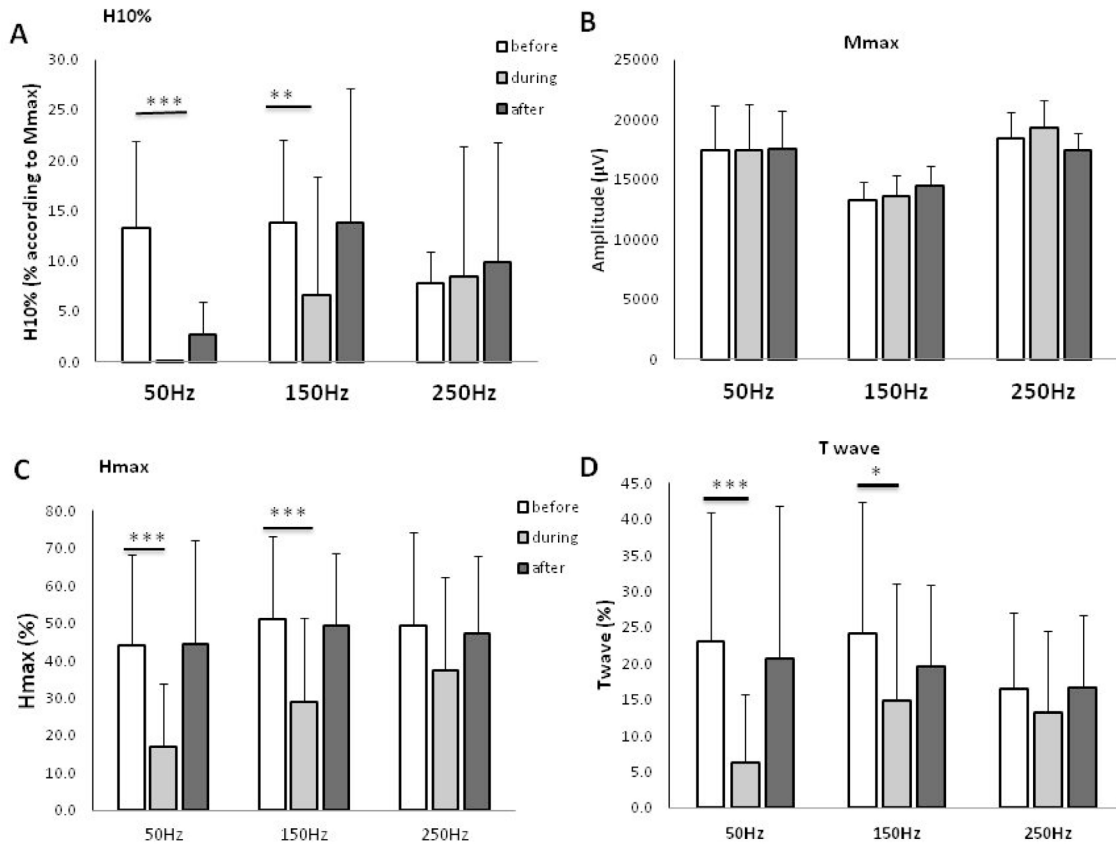 A
H10%
before
during
after
H10% (% according to Mmax)
30.0
25.0
20.0
15.0
10.0
5.0
0.0
***
**
50Hz
150Hz
250Hz
B
Mmax
Amplitude (µV)
25000
20000
15000
10000
5000
0
50Hz
150Hz
250Hz
C
Hmax
before
during
after
Hmax (%)
80.0
70.0
60.0
50.0
40.0
30.0
20.0
10.0
0.0
***
***
50Hz
150Hz
250Hz
D
T wave
Twave (%)
45.0
40.0
35.0
30.0
25.0
20.0
15.0
10.0
5.0
0.0
***
*
50Hz
150Hz
250Hz